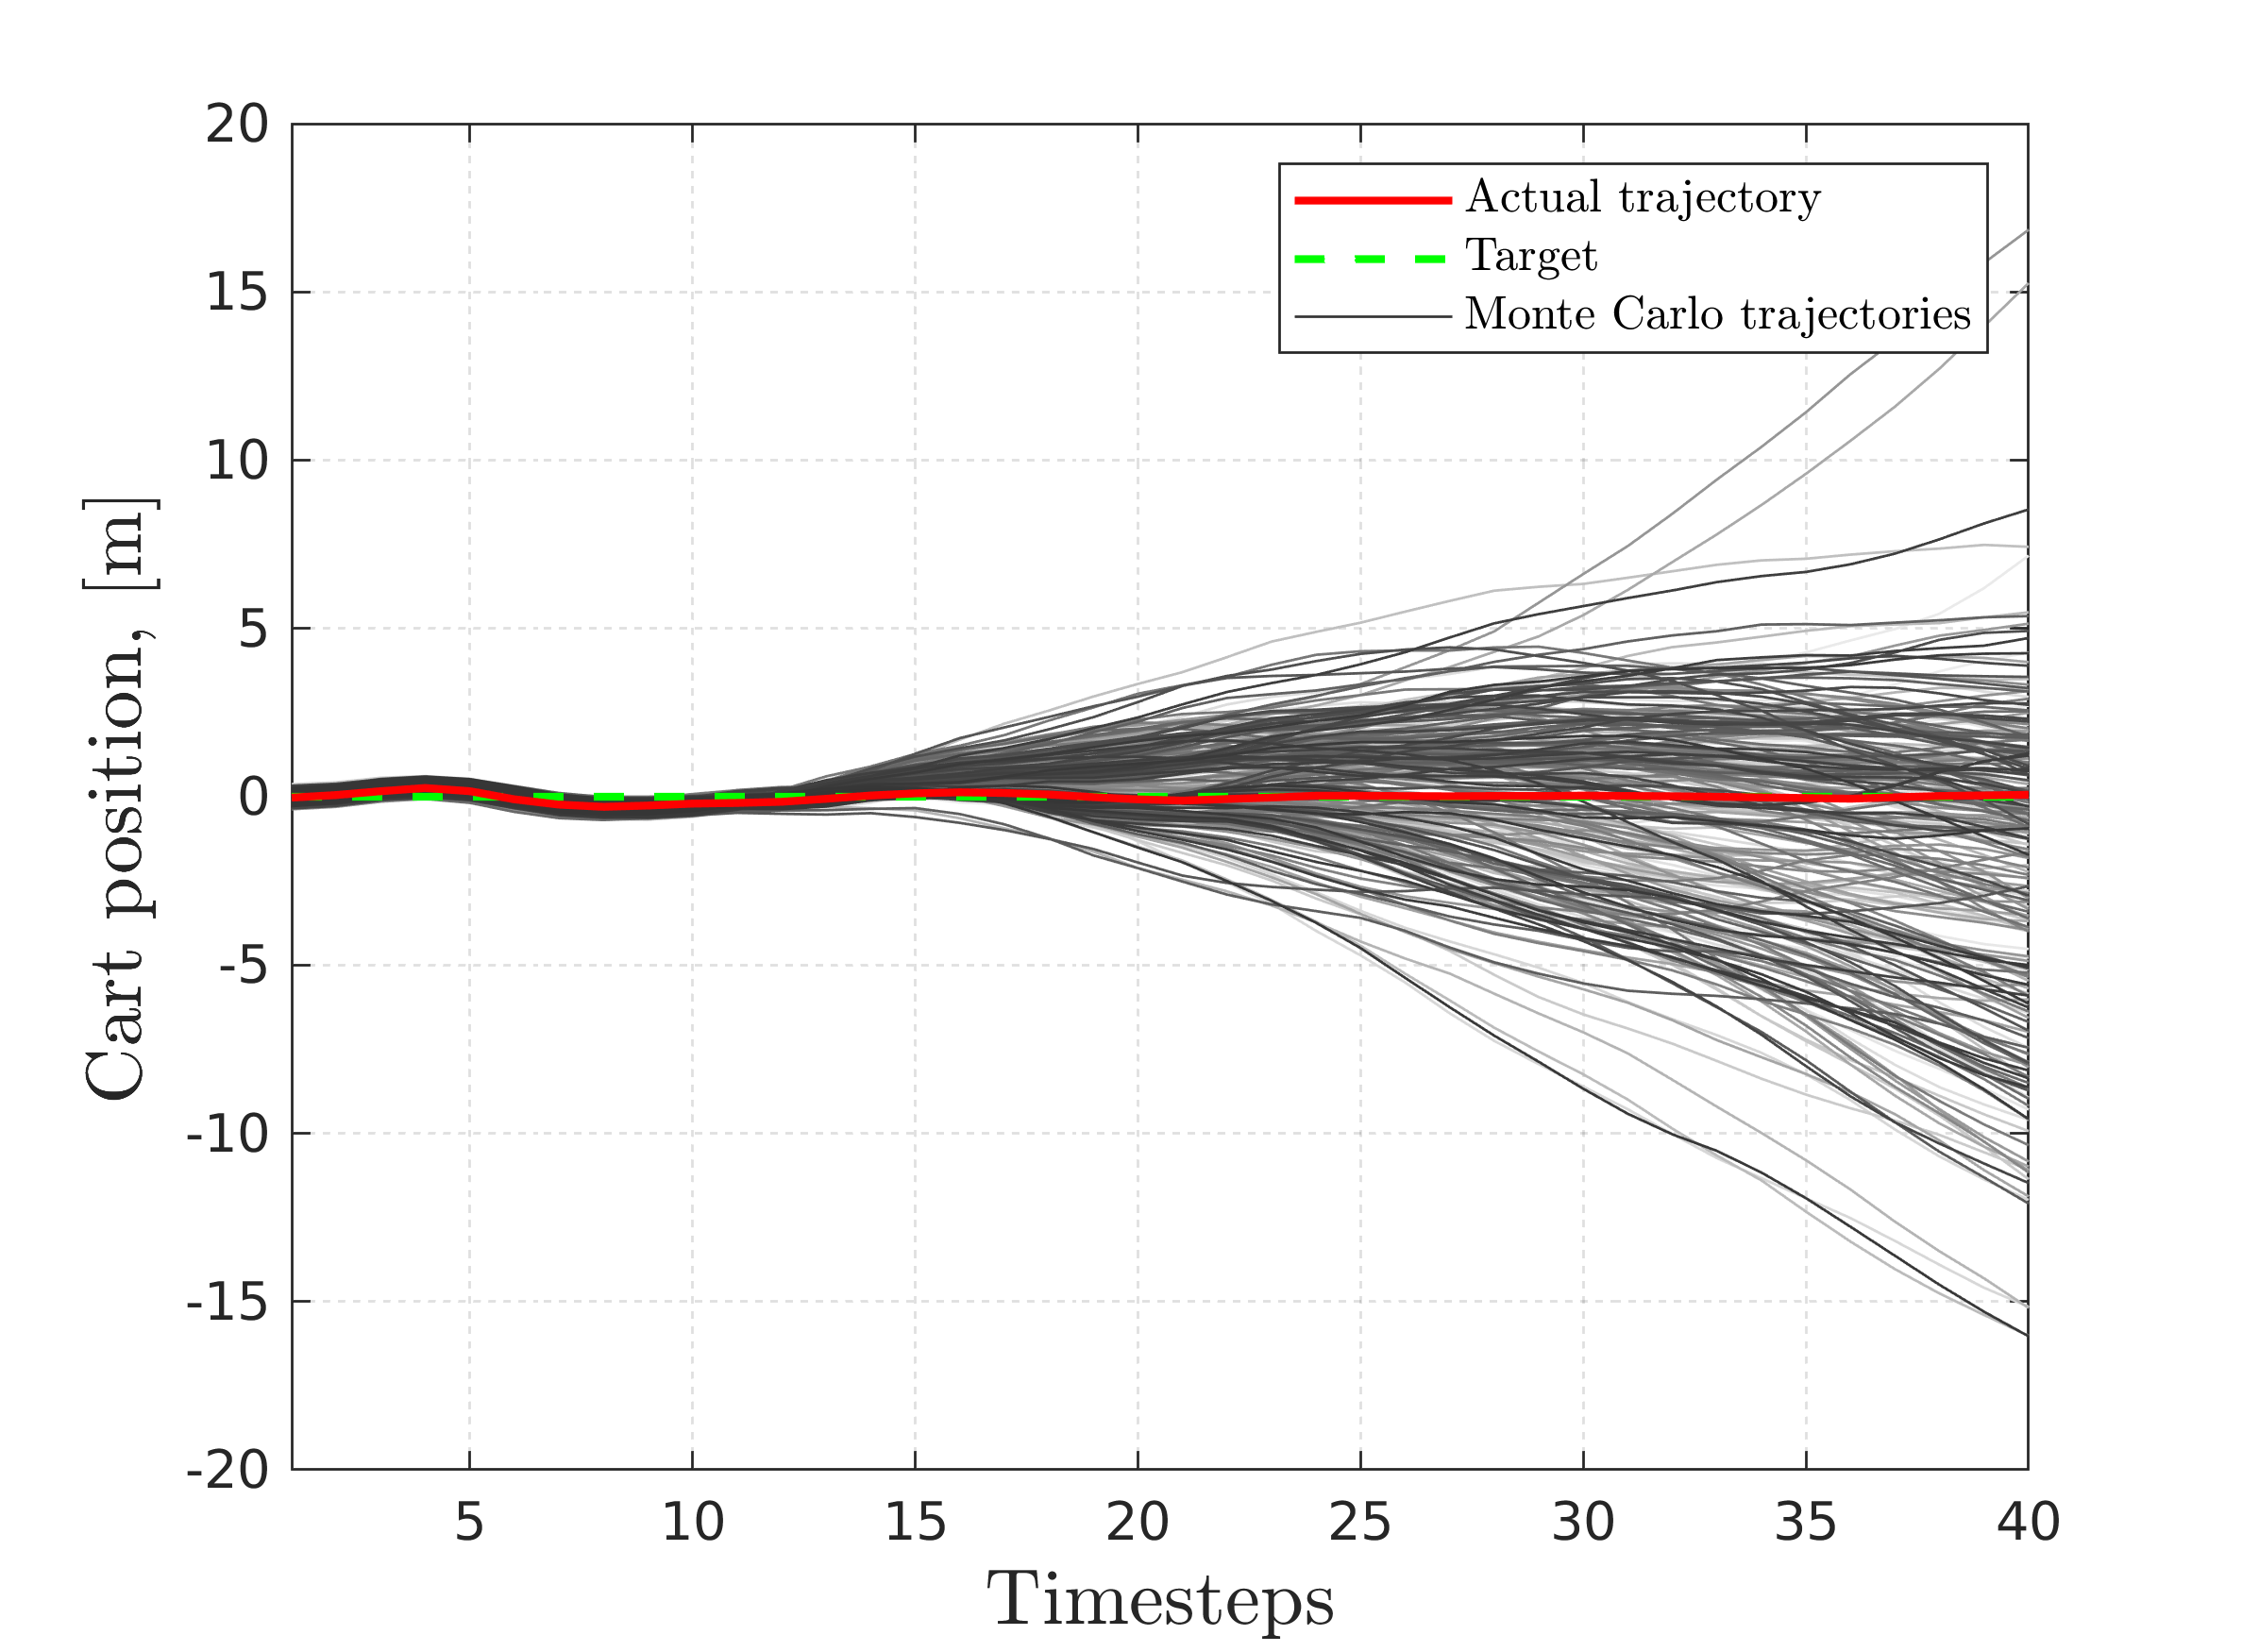 20
15
10
5
0
-5
-10
-15
-20
Cart position, [m]
Actual trajectory
Target
Monte Carlo trajectories
5 10 15 20 25 30 35 40
Timesteps